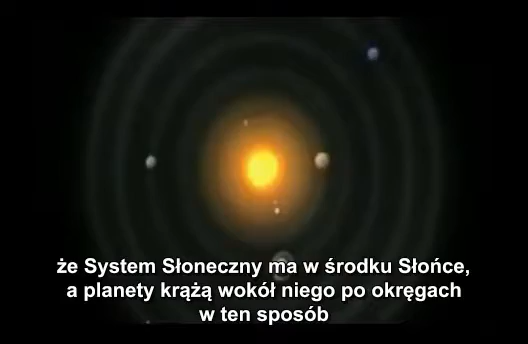 że System Słoneczny ma w środku Słońce,
a planety krążą wokół niego po okręgach
w ten sposób